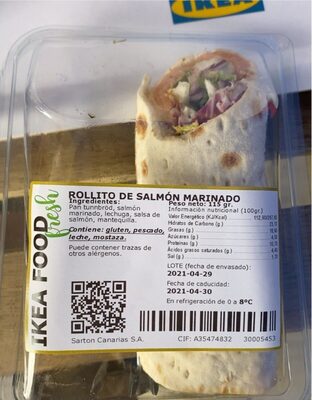 IKEA
IKEA FOOD
fresh
ROLLITO DE SALMÓN MARINADO
Ingredientes:
Pan tunnbrod, salmón
marinado, lechuga, salsa de
salmón, mantequilla.
Contiene: gluten, pescado,
leche, mostaza.
Puede contener trazas de
otros alérgenos.
Peso neto: 115 gr.
Información nutricional (100gr.)
Valor Energético (KJ/Kcal)
Hidratos de Carbono (g.)
Grasas (g.)
Azúcares (g.)
Proteínas (g.)
Ácidos grasos saturados (g.)
Sal (g.)
LOTE (fecha de envasado):
2021-04-29
Fecha de caducidad:
2021-04-30
En refrigeración de 0 a 8ºC
Sarton Canarias S.A.
CIF: A35474832
30005453